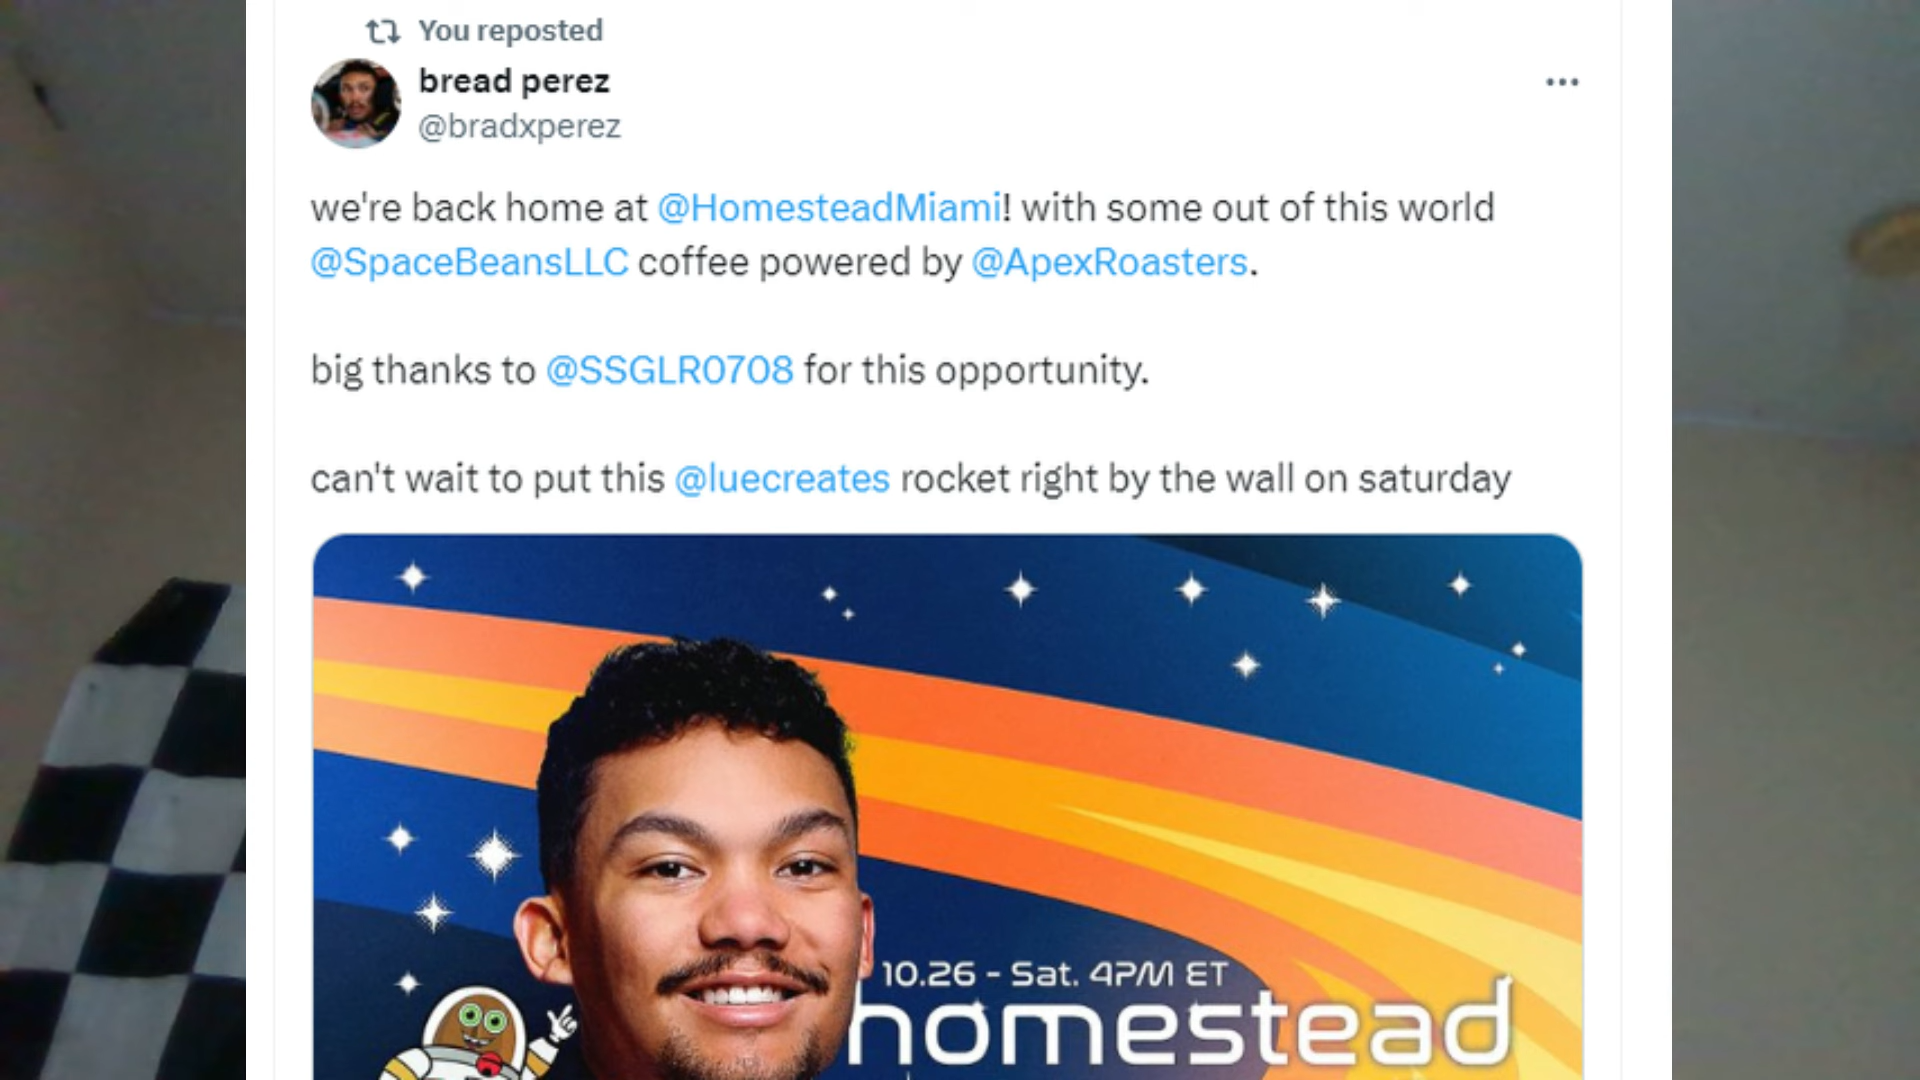 You reposted
bread perez
@bradxperez
we're back home at @HomesteadMiami! with some out of this world
@SpaceBeansLLC coffee powered by @ApexRoasters.
big thanks to @SSGLR0708 for this opportunity.
can't wait to put this @luecreates rocket right by the wall on saturday
10.26 - Sat. 4PM ET
homestead